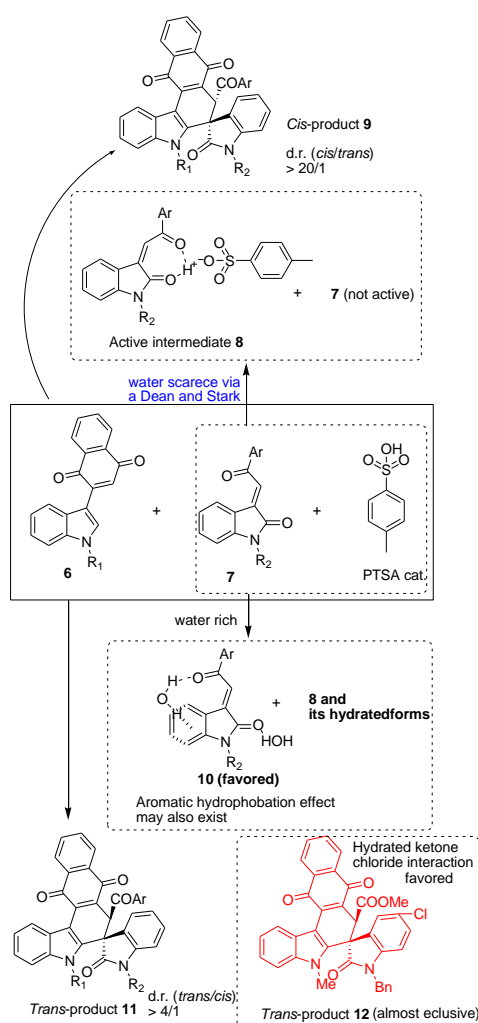 O
O
COAr
N
R1
O
N
R2
Cis-product 9
d.r. (cis/trans)
> 20/1
Ar
O
O
H+
N
R2
-O
S
O
O
+ 7 (not active)
Active intermediate 8
water scarece via
a Dean and Stark
O
O
N
R1
6
+
Ar
O
O
N
R2
7
+
OH
O
S
O
PTSA cat.
water rich
Ar
H
O
O
H
O
HOH
N
R2
10 (favored)
+ 8 and
its hydratedforms
Aromatic hydrophobation effect
may also exist
O
O
COAr
N
R1
O
N
R2
Trans-product 11
d.r. (trans/cis)
> 4/1
Hydrated ketone
chloride interaction
favored
O
O
COOMe
Cl
N
Me
O
N
Bn
Trans-product 12 (almost eclusive)